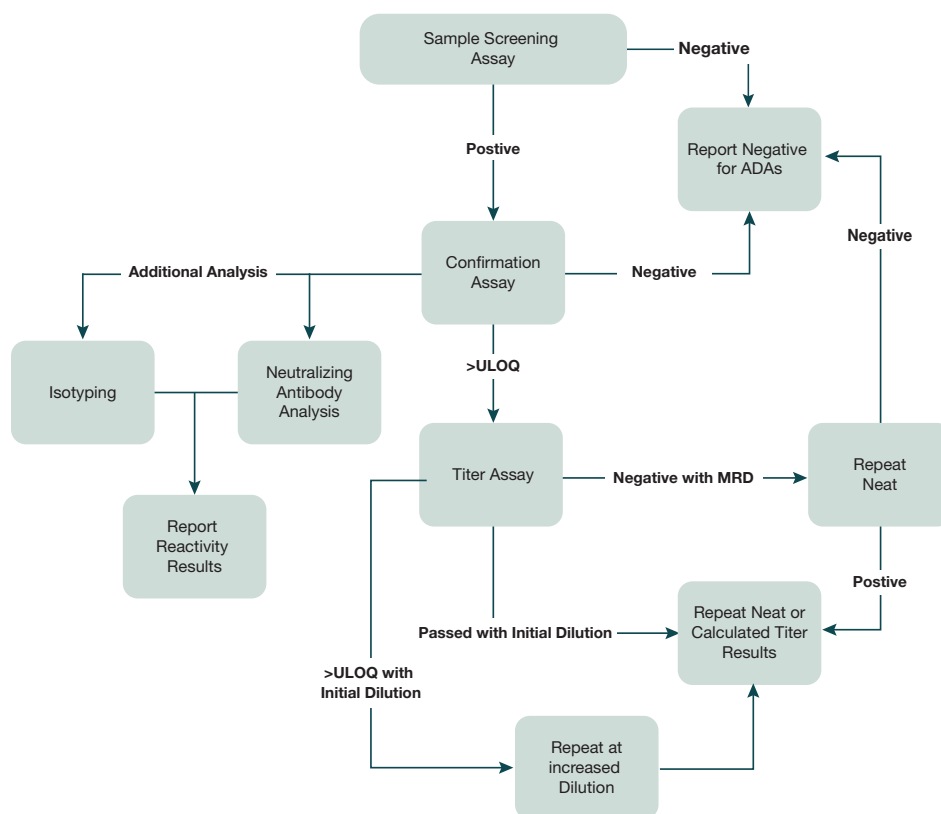 Sample Screening
Assay
Negative
Postive
Report Negative
for ADAs
Negative
Confirmation
Assay
Negative
Additional Analysis
Isotyping
Neutralizing
Antibody
Analysis
>ULOQ
Report
Reactivity
Results
Titer Assay
Negative with MRD
Repeat
Neat
Postive
Passed with Initial Dilution
Repeat Neat or
Calculated Titer
Results
>ULOQ with
Initial Dilution
Repeat at
increased
Dilution